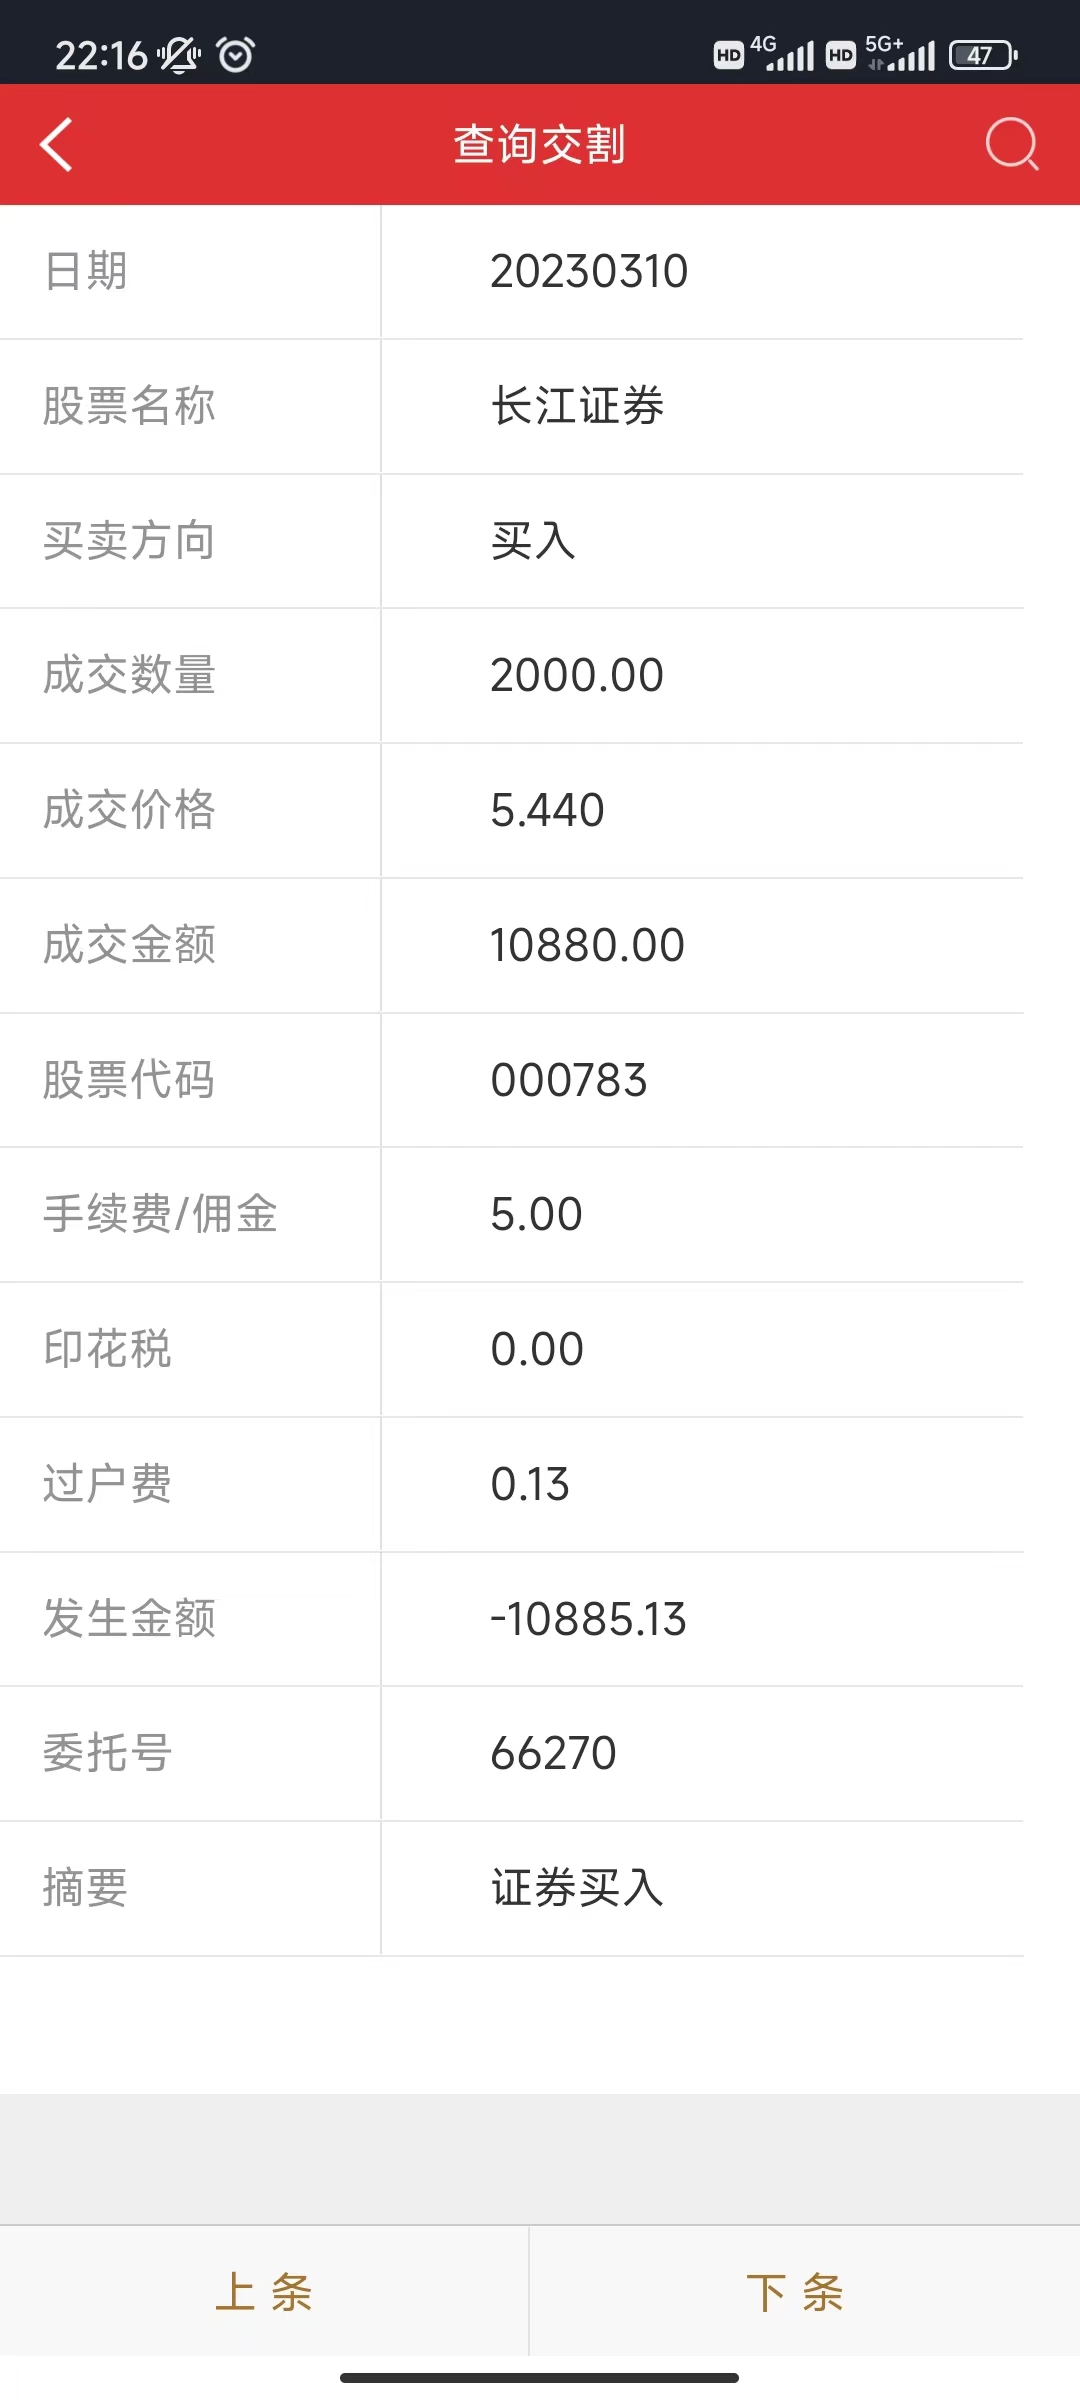 22:16 HD 4G HD 5G+ 47
查询交割
日期 20230310
股票名称 长江证券
买卖方向 买入
成交数量 2000.00
成交价格 5.440
成交金额 10880.00
股票代码 000783
手续费/佣金 5.00
印花税 0.00
过户费 0.13
发生金额 -10885.13
委托号 66270
摘要 证券买入
上条 下条